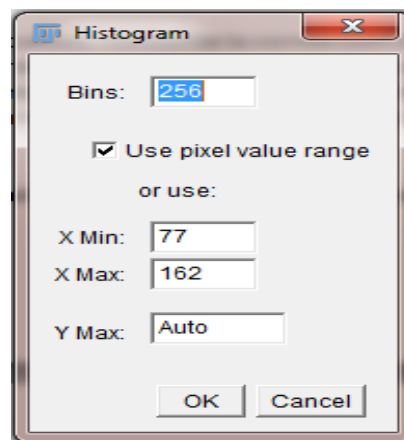 Histogram
Bins: 256
Use pixel value range
or use:
X Min: 77
X Max: 162
Y Max: Auto
OK Cancel